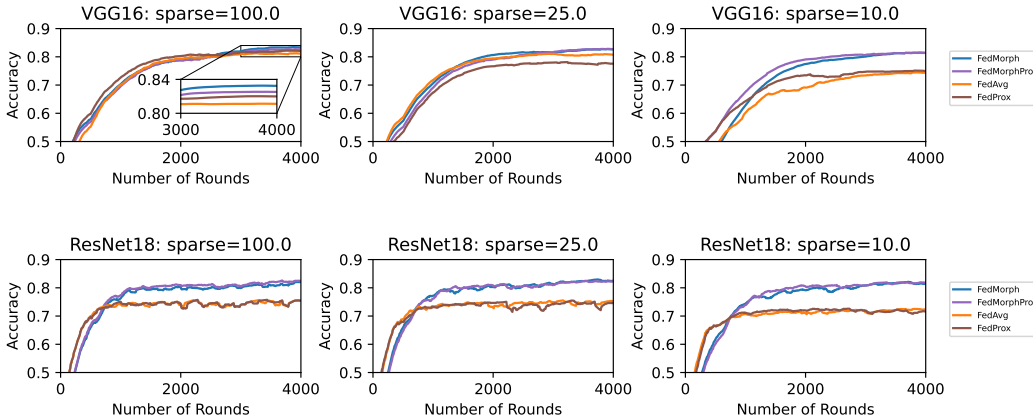 VGG16: sparse=100.0
VGG16: sparse=25.0
VGG16: sparse=10.0
0.9
0.8
0.7
0.6
0.5
Accuracy
0.84
0.80
3000
4000
0
2000
4000
Number of Rounds
0.9
0.8
0.7
0.6
0.5
Accuracy
0
2000
4000
Number of Rounds
0.9
0.8
0.7
0.6
0.5
Accuracy
0
2000
4000
Number of Rounds
FedMorph
FedMorphPro
FedAvg
FedProx
ResNet18: sparse=100.0
ResNet18: sparse=25.0
ResNet18: sparse=10.0
0.9
0.8
0.7
0.6
0.5
Accuracy
0
2000
4000
Number of Rounds
0.9
0.8
0.7
0.6
0.5
Accuracy
0
2000
4000
Number of Rounds
0.9
0.8
0.7
0.6
0.5
Accuracy
0
2000
4000
Number of Rounds
FedMorph
FedMorphPro
FedAvg
FedProx